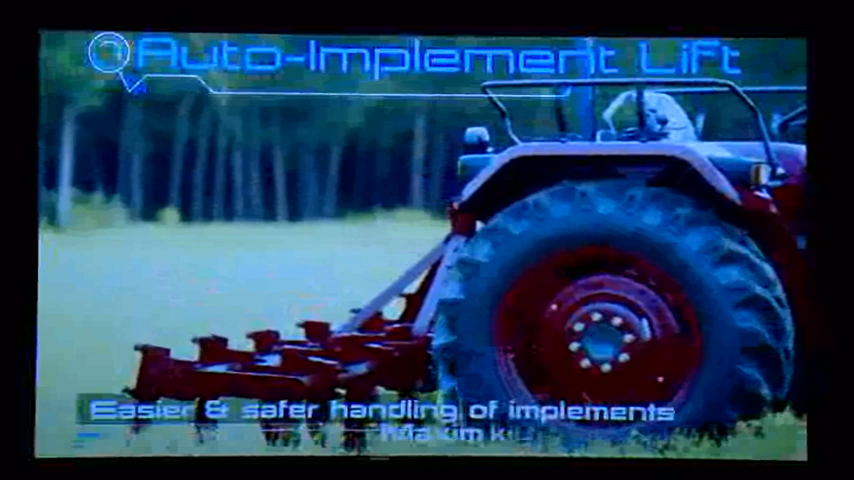 Auto-Implement Lift
Easier & safer handling of implements